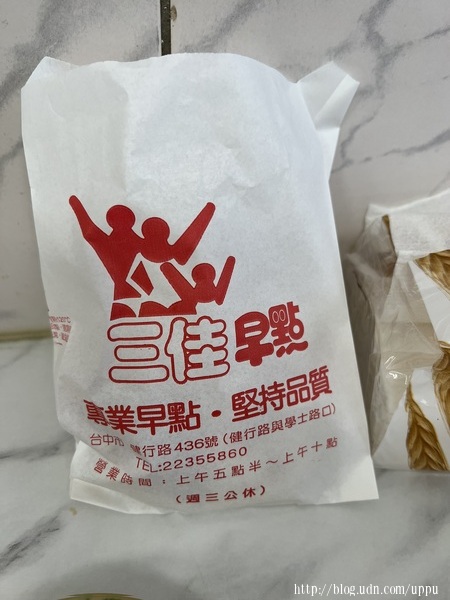 三佳早點
專業早點・堅持品質
台中市 健行路436號(健行路與學士路口)
TEL:22355860
營業時間:上午五點半~上午十點
(週三公休)
http://blog.udn.com/uppu